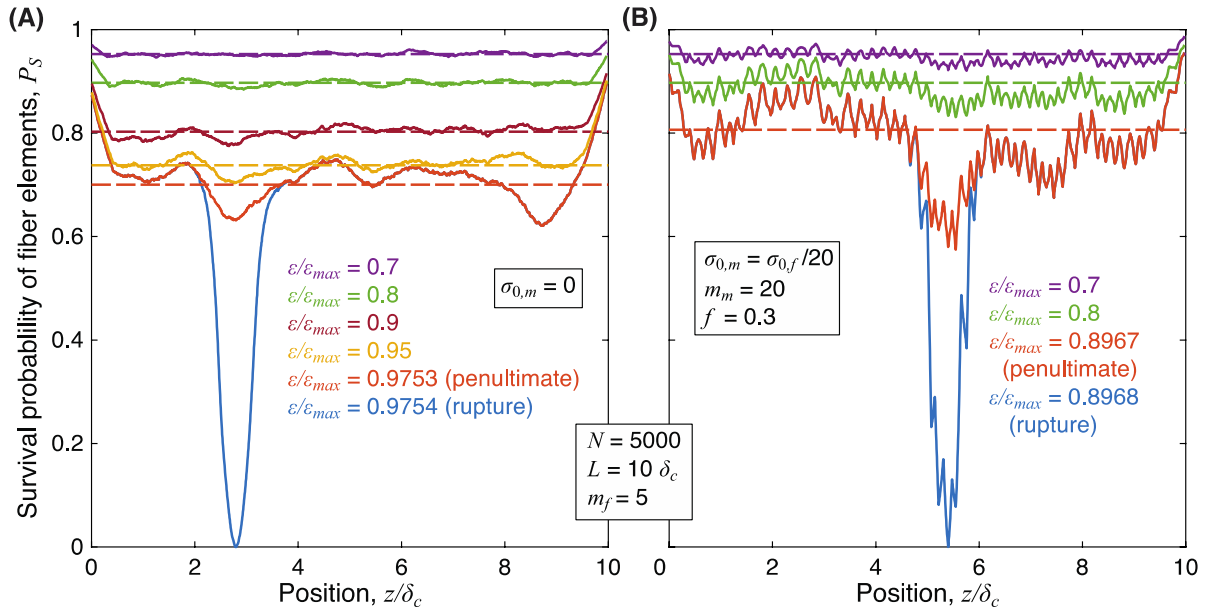 (A)
(B)
Survival probablility of fiber elements, P_S
1
0.8
0.6
0.4
0.2
0
ε/ε_max = 0.7
ε/ε_max = 0.8
ε/ε_max = 0.9
ε/ε_max = 0.95
ε/ε_max = 0.9753 (penultimate)
ε/ε_max = 0.9754 (rupture)
σ_0,m = 0
N = 5000
L = 10 δ_c
m_f = 5
0 2 4 6 8 10
Position, z/δ_c
σ_0,m = σ_0,f /20
m_m = 20
f = 0.3
ε/ε_max = 0.7
ε/ε_max = 0.8
ε/ε_max = 0.8967
(penultimate)
ε/ε_max = 0.8968
(rupture)
0 2 4 6 8 10
Position, z/δ_c